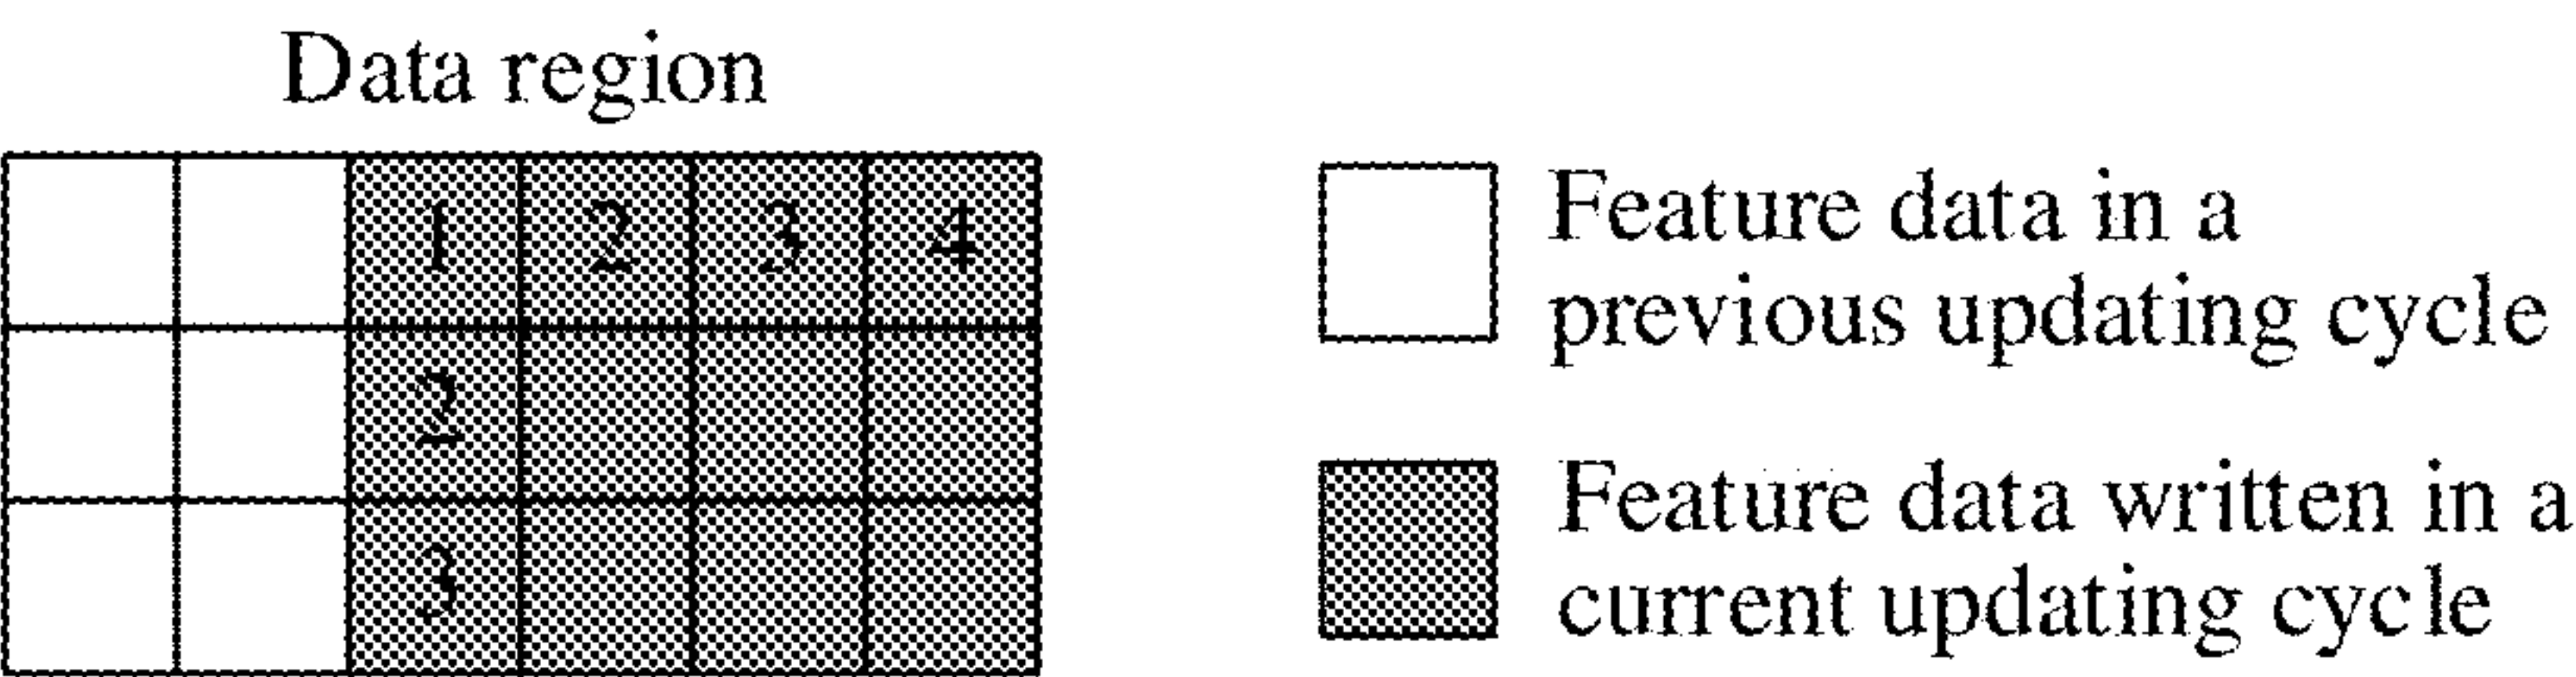 Data region
1 2 3 4
2
3
Feature data in a
previous updating cycle
Feature data written in a
current updating cycle